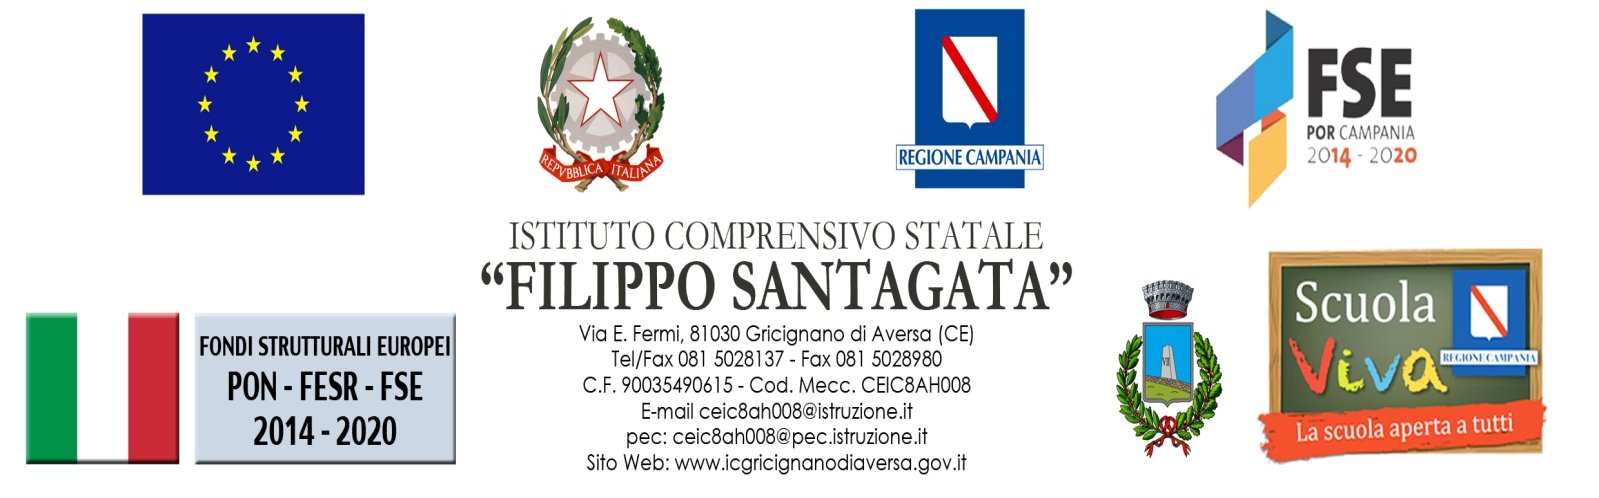 REPVBBLICA ITALIANA
REGIONE CAMPANIA
FSE
POR CAMPANIA
2014 - 2020
ISTITUTO COMPRENSIVO STATALE
“FILIPPO SANTAGATA”
Via E. Fermi, 81030 Gricignano di Aversa (CE)
Tel/Fax 081 5028137 - Fax 081 5028980
C.F. 90035490615 - Cod. Mecc. CEIC8AH008
E-mail ceic8ah008@istruzione.it
pec: ceic8ah008@pec.istruzione.it
Sito Web: www.icgricignanodiaversa.gov.it
FONDI STRUTTURALI EUROPEI
PON - FESR - FSE
2014 - 2020
VII
Scuola
Viva
REGIONE CAMPANIA
La scuola aperta a tutti